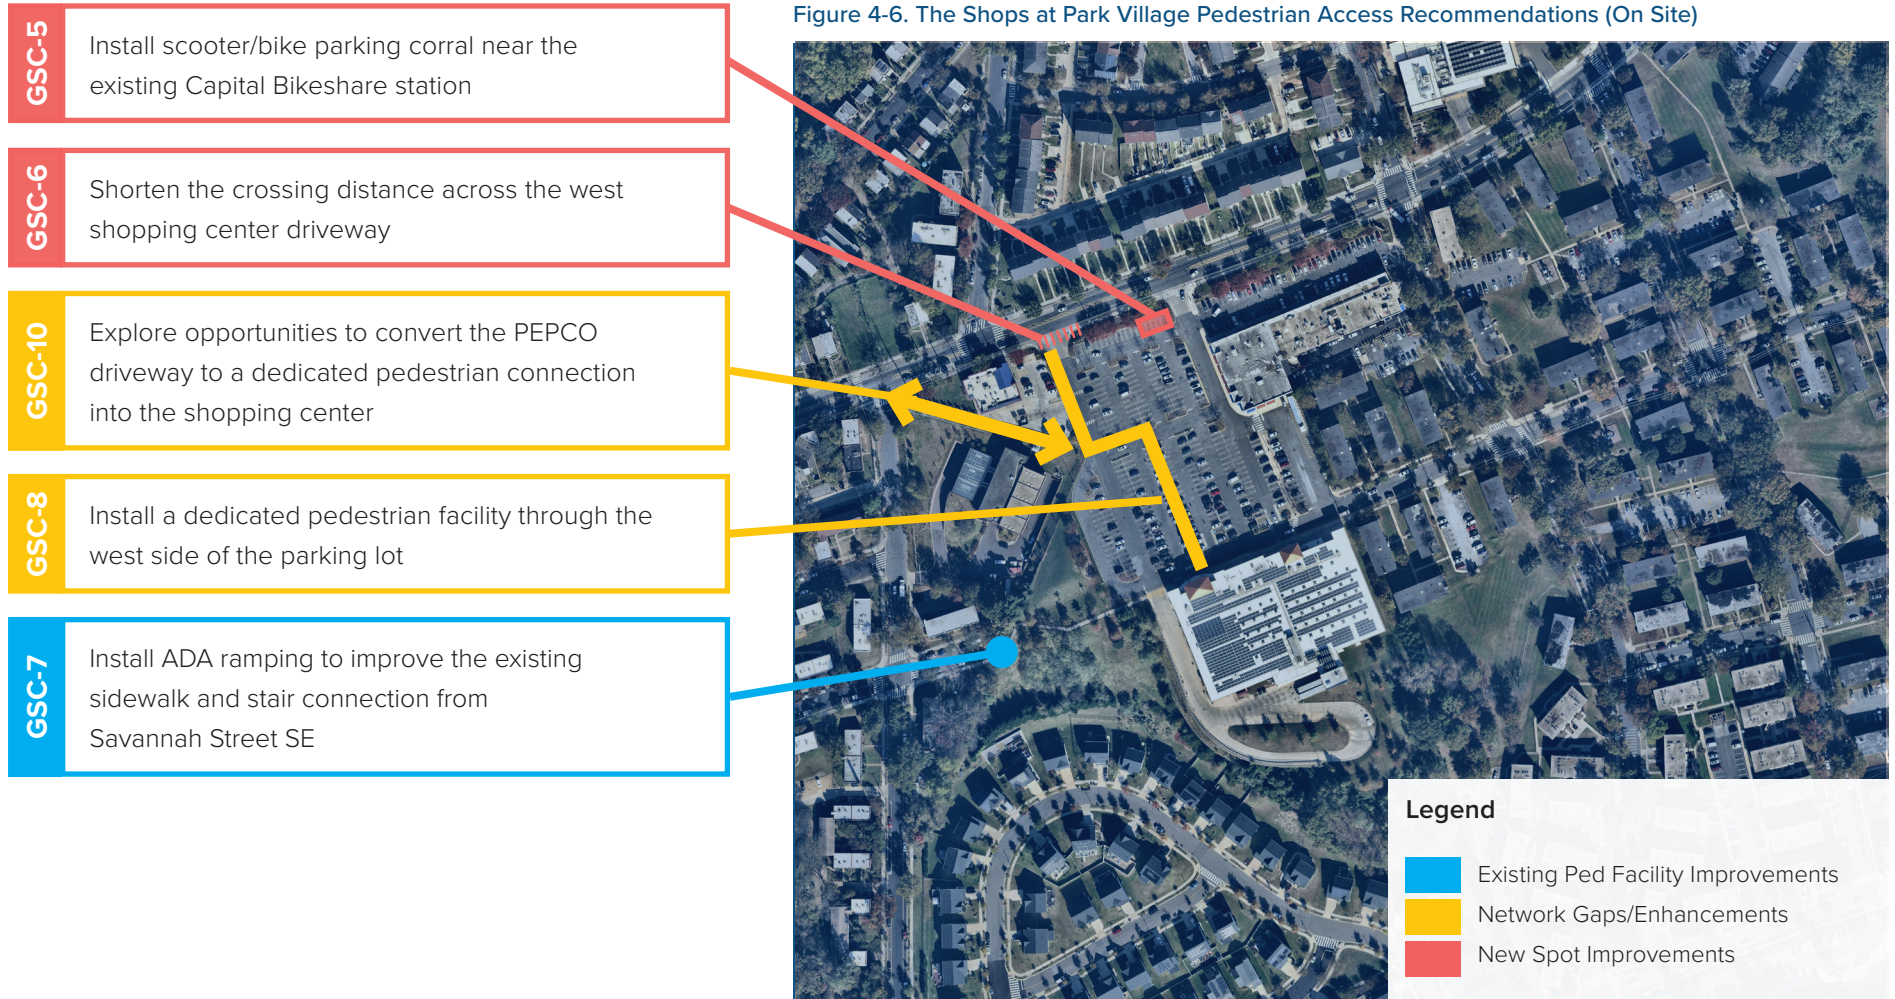 Figure 4-6. The Shops at Park Village Pedestrian Access Recommendations (On Site)
GSC-5
Install scooter/bike parking corral near the
existing Capital Bikeshare station
GSC-6
Shorten the crossing distance across the west
shopping center driveway
GSC-10
Explore opportunities to convert the PEPCO
driveway to a dedicated pedestrian connection
into the shopping center
GSC-8
Install a dedicated pedestrian facility through the
west side of the parking lot
GSC-7
Install ADA ramping to improve the existing
sidewalk and stair connection from
Savannah Street SE
Legend
Existing Ped Facility Improvements
Network Gaps/Enhancements
New Spot Improvements